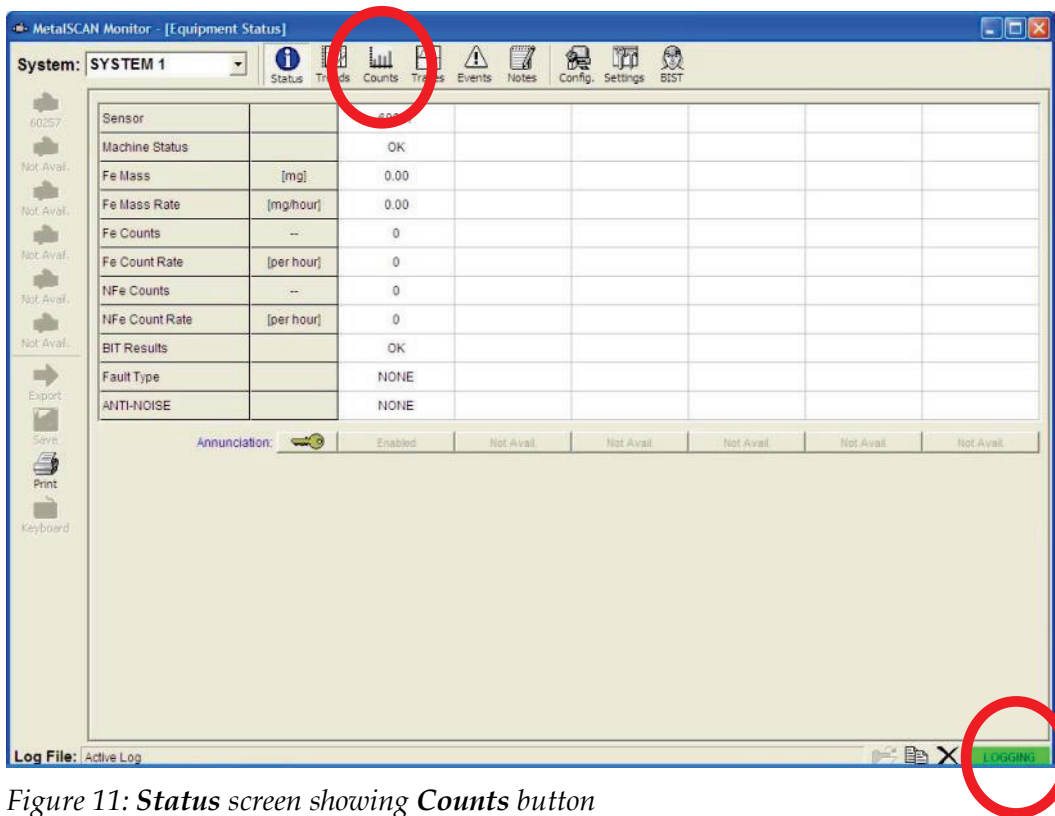 MetalSCAN Monitor - [Equipment Status]
System: SYSTEM 1
Status Trends Counts Traces Events Notes Config. Settings BIST
60257
Not Avail.
Not Avail.
Not Avail.
Not Avail.
Not Avail.
Export
Save
Print
Keyboard
Sensor
Machine Status OK
Fe Mass [mg] 0.00
Fe Mass Rate [mg/hour] 0.00
Fe Counts -- 0
Fe Count Rate [per hour] 0
NFe Counts -- 0
NFe Count Rate [per hour] 0
BIT Results OK
Fault Type NONE
ANTI-NOISE NONE
Annunciation: Enabled Not Avail. Not Avail. Not Avail. Not Avail. Not Avail.
Log File: Active Log LOGGING
Figure 11: Status screen showing Counts button